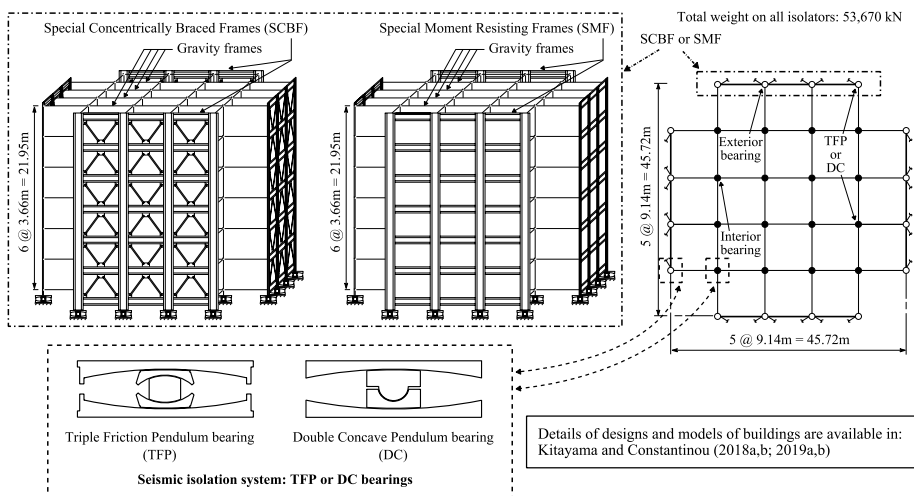 Special Concentrically Braced Frames (SCBF)
Gravity frames
6 @ 3.66m = 21.95m
Special Moment Resisting Frames (SMF)
Gravity frames
6 @ 3.66m = 21.95m
Total weight on all isolators: 53,670 kN
SCBF or SMF
Exterior
bearing
TFP
or
DC
Interior
bearing
5 @ 9.14m = 45.72m
5 @ 9.14m = 45.72m
Triple Friction Pendulum bearing
(TFP)
Double Concave Pendulum bearing
(DC)
Seismic isolation system: TFP or DC bearings
Details of designs and models of buildings are available in:
Kitayama and Constantinou (2018a,b; 2019a,b)